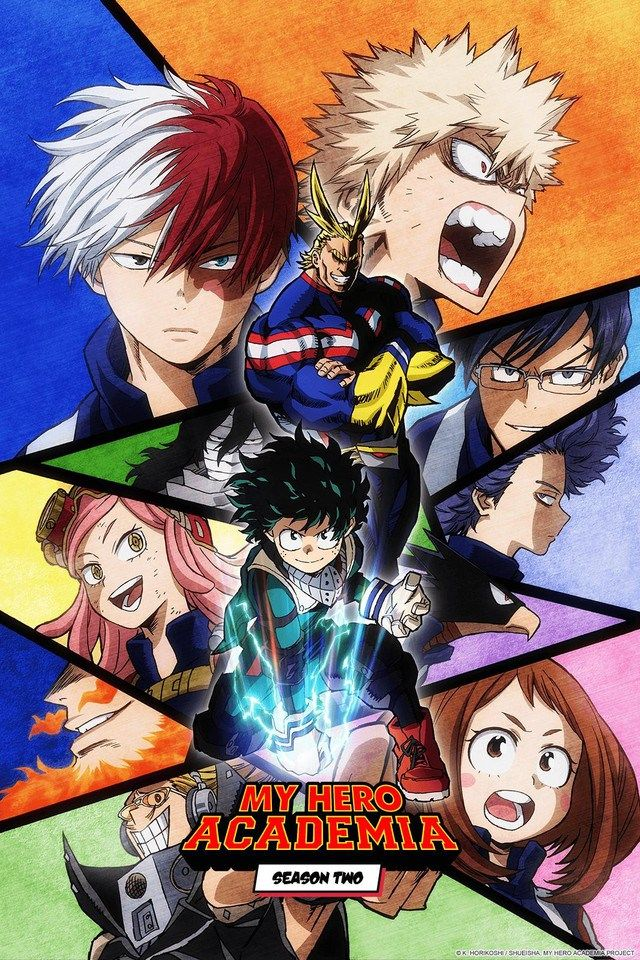 MY HERO
ACADEMIA
SEASON TWO
© K. HORIKOSHI / SHUEISHA, MY HERO ACADEMIA PROJECT